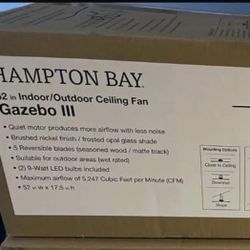 HAMPTON BAY
52 in Indoor/Outdoor Ceiling Fan
Gazebo III
• Quiet motor produces more airflow with less noise
• Brushed nickel finish / frosted opal glass shade
• 5 Reversible blades (seasoned wood / matte black)
• Suitable for outdoor areas (wet rated)
• (2) 9-Watt LED bulbs included
• Maximum airflow of 5,247 Cubic Feet per Minute (CFM)
• 52 in w x 17.5 in h
Mounting Options
Close to Ceiling
Downrod
Slope